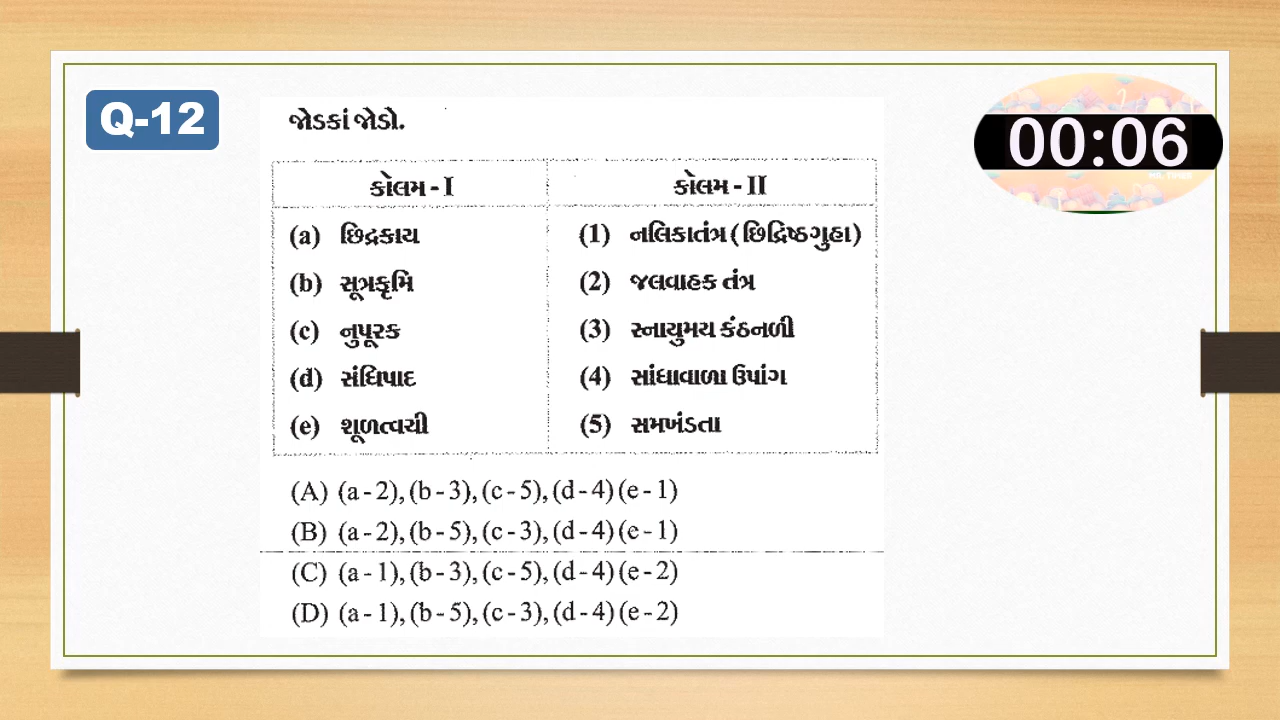 Q-12
00:06
જોડકાં જોડો.
કોલમ - I કોલમ - II
(a) છિદ્રકાય (1) નલિકાતંત્ર ( છિદ્રિષ્ઠગુહા )
(b) સૂત્રકૃમિ (2) જલવાહક તંત્ર
(c) નુપૂરક (3) સ્નાયુમય કંઠનળી
(d) સંધિપાદ (4) સાંધાવાળા ઉપાંગ
(e) શૂળત્વચી (5) સમખંડતા
(A) (a - 2), (b - 3), (c - 5), (d - 4) (e - 1)
(B) (a - 2), (b - 5), (c - 3), (d - 4) (e - 1)
(C) (a - 1), (b - 3), (c - 5), (d - 4) (e - 2)
(D) (a - 1), (b - 5), (c - 3), (d - 4) (e - 2)